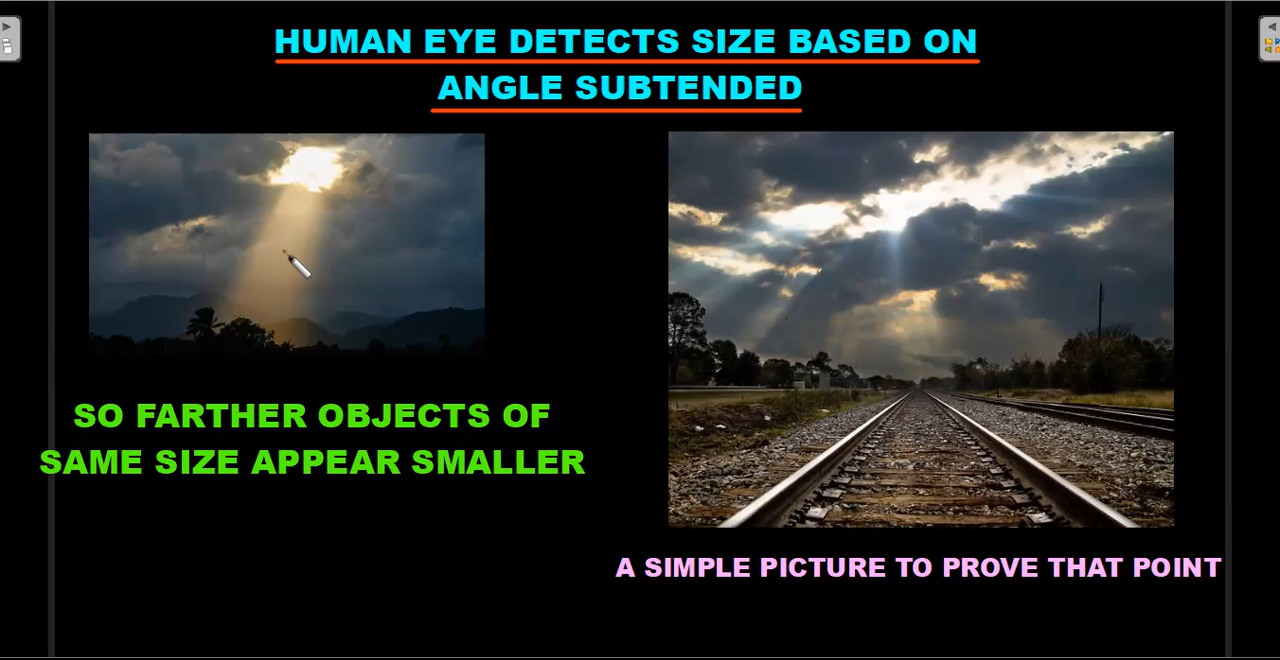 HUMAN EYE DETECTS SIZE BASED ON
ANGLE SUBTENDED
SO FARTHER OBJECTS OF
SAME SIZE APPEAR SMALLER
A SIMPLE PICTURE TO PROVE THAT POINT